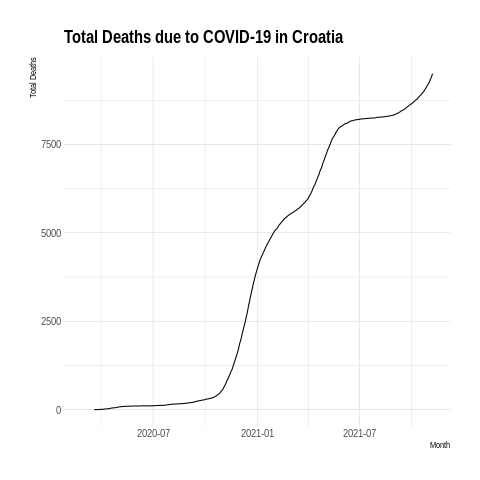 Total Deaths due to COVID-19 in Croatia
Total Deaths
7500
5000
2500
0
2020-07 2021-01 2021-07
Month